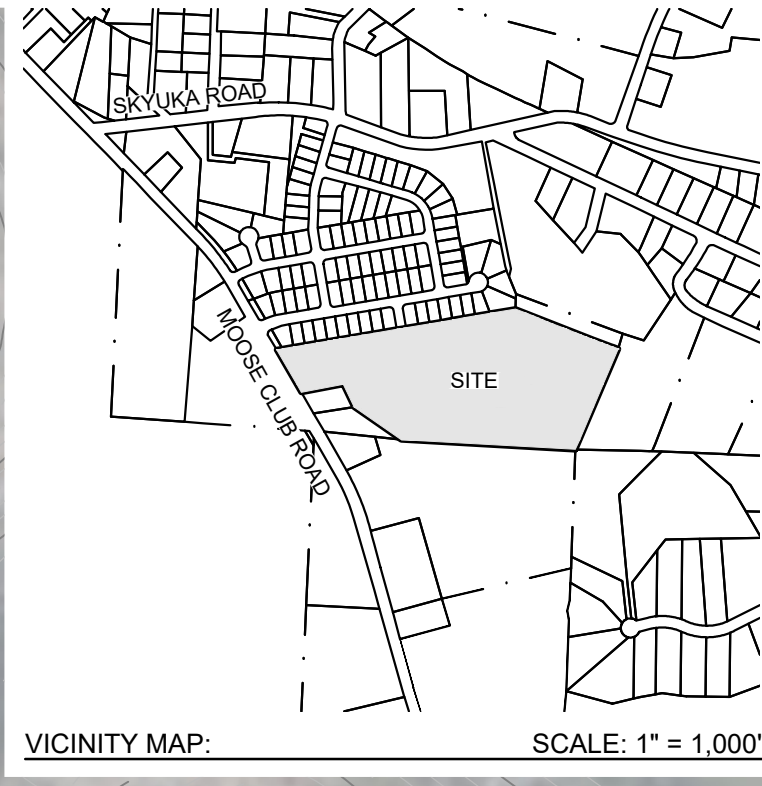 SKYUKA ROAD
SITE
MOOSE CLUB ROAD
VICINITY MAP:
SCALE: 1" = 1,000'